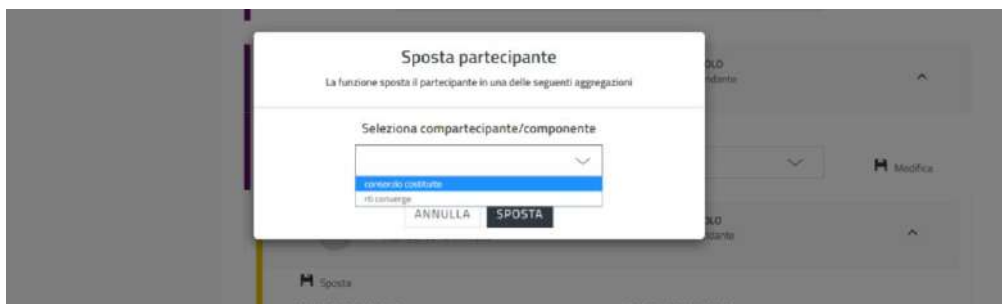 Sposta partecipante
La funzione sposta il partecipante in una delle seguenti aggregazioni
Seleziona compartecipante/componente
consorzio costituito
rti converge
ANNULLA
SPOSTA
Modifica
Sposta